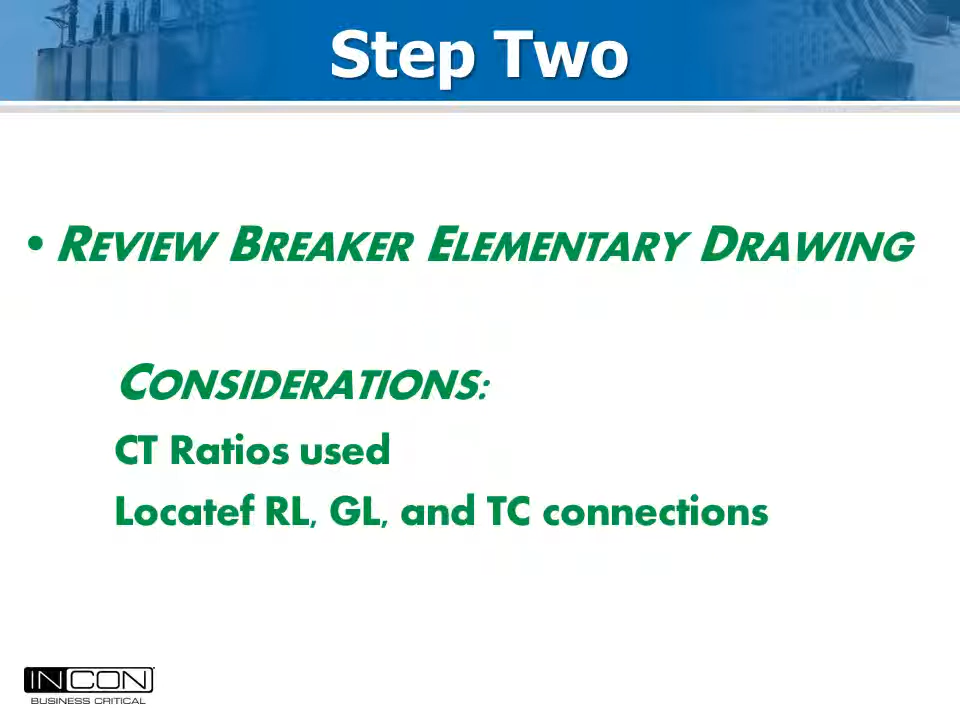 Step Two
• REVIEW BREAKER ELEMENTARY DRAWING
CONSIDERATIONS:
CT Ratios used
Locatef RL, GL, and TC connections
INCON
BUSINESS CRITICAL